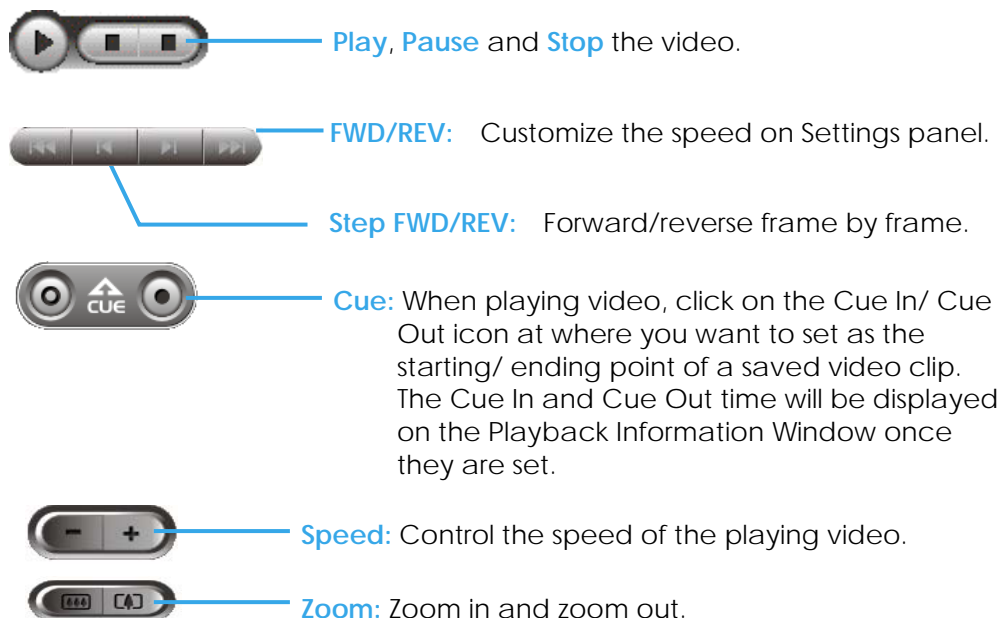 Play, Pause and Stop the video.
FWD/REV: Customize the speed on Settings panel.
Step FWD/REV: Forward/reverse frame by frame.
CUE
Cue: When playing video, click on the Cue In/ Cue
Out icon at where you want to set as the
starting/ ending point of a saved video clip.
The Cue In and Cue Out time will be displayed
on the Playback Information Window once
they are set.
Speed: Control the speed of the playing video.
Zoom: Zoom in and zoom out.